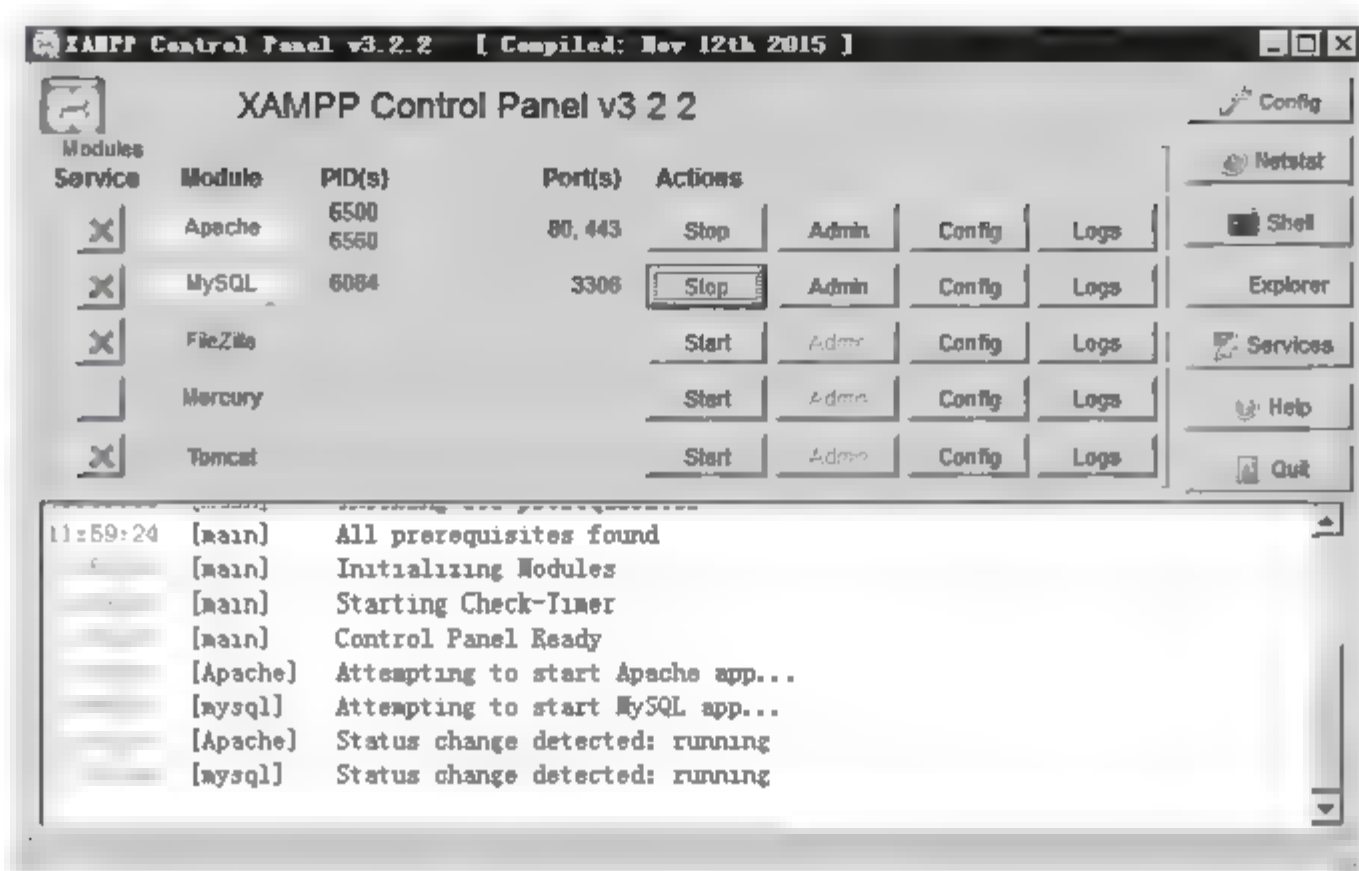 XAMPP Control Panel v3.2.2 [ Compiled: Nov 12th 2015 ]
XAMPP Control Panel v3 2 2
Config
Modules
Service Module PID(s) Port(s) Actions
Netstat
Apache 6500 6560 80, 443 Stop Admin Config Logs
Shell
MySQL 6084 3306 Stop Admin Config Logs
Explorer
FileZilla Start Admin Config Logs
Services
Mercury Start Admin Config Logs
Help
Tomcat Start Admin Config Logs
Quit
11:59:24 [main] All prerequisites found
[main] Initializing Modules
[main] Starting Check-Timer
[main] Control Panel Ready
[Apache] Attempting to start Apache app...
[mysql] Attempting to start MySQL app...
[Apache] Status change detected: running
[mysql] Status change detected: running